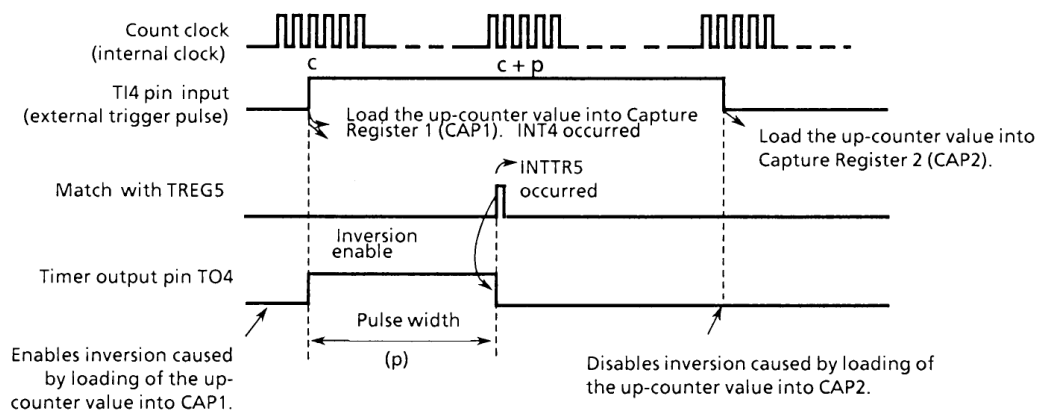 Count clock
(internal clock)
c
c + p
TI4 pin input
(external trigger pulse)
Load the up-counter value into Capture
Register 1 (CAP1). INT4 occurred
Load the up-counter value into
Capture Register 2 (CAP2).
INTTR5
occurred
Match with TREG5
Inversion
enable
Timer output pin TO4
Pulse width
(p)
Enables inversion caused
by loading of the up-
counter value into CAP1.
Disables inversion caused by loading of
the up-counter value into CAP2.